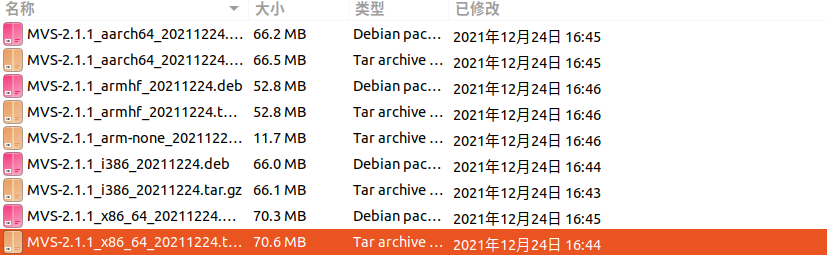 名称 大小 类型 已修改
MVS-2.1.1_aarch64_20211224.... 66.2 MB Debian pac... 2021年12月24日 16:45
MVS-2.1.1_aarch64_20211224.... 66.5 MB Tar archive ... 2021年12月24日 16:45
MVS-2.1.1_armhf_20211224.deb 52.8 MB Debian pac... 2021年12月24日 16:46
MVS-2.1.1_armhf_20211224.t... 52.8 MB Tar archive ... 2021年12月24日 16:46
MVS-2.1.1_arm-none_2021122... 11.7 MB Tar archive ... 2021年12月24日 16:46
MVS-2.1.1_i386_20211224.deb 66.0 MB Debian pac... 2021年12月24日 16:44
MVS-2.1.1_i386_20211224.tar.gz 66.1 MB Tar archive ... 2021年12月24日 16:43
MVS-2.1.1_x86_64_20211224.... 70.3 MB Debian pac... 2021年12月24日 16:45
MVS-2.1.1_x86_64_20211224.t... 70.6 MB Tar archive ... 2021年12月24日 16:44